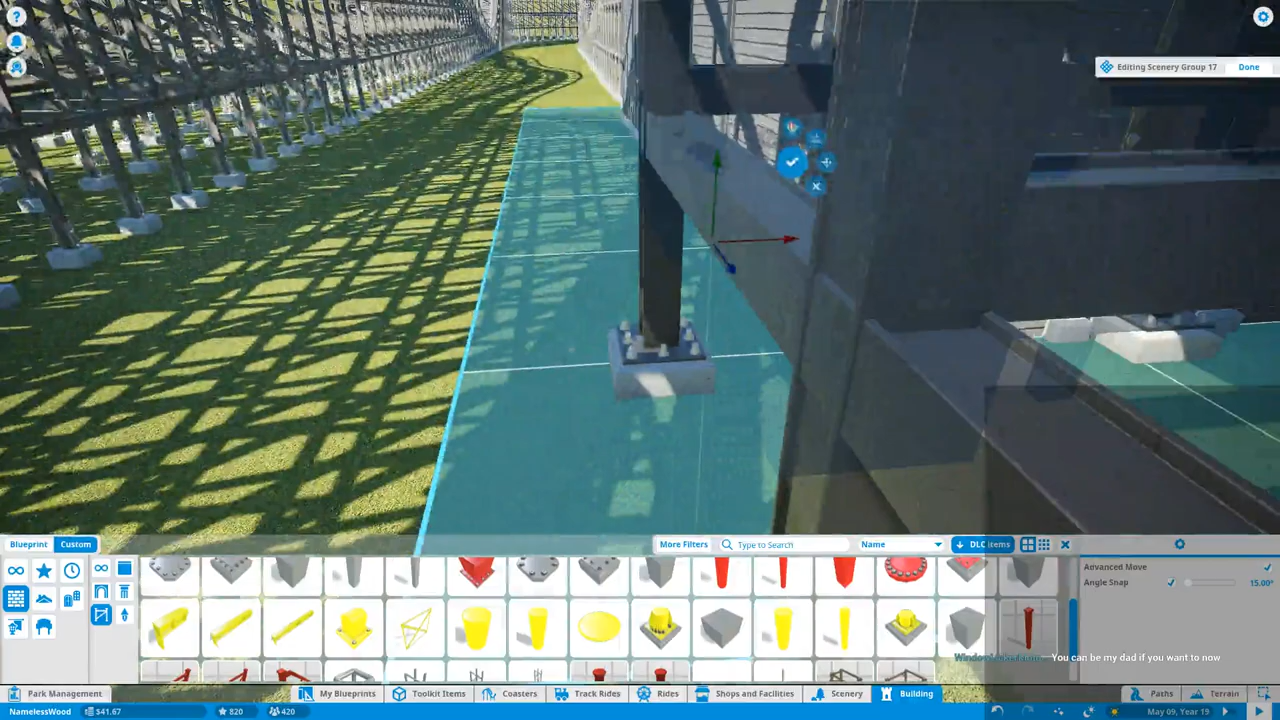 Editing Scenery Group 17 Done
Blueprint Custom More Filters Type to Search Name DLC Items
Advanced Move
Angle Snap 15.00°
You can be my dad if you want to now
Park Management My Blueprints Toolkit Items Coasters Track Rides Rides Shops and Facilities Scenery Building Paths Terrain
NamelessWood $41.67 820 420 May 09, Year 19